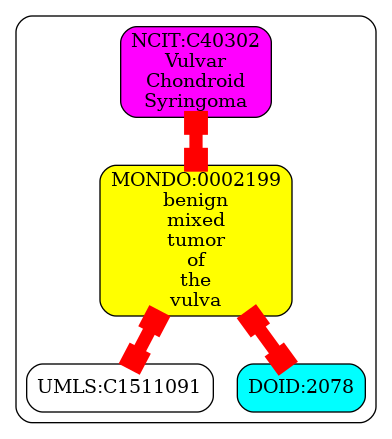 NCIT:C40302
Vulvar
Chondroid
Syringoma
MONDO:0002199
benign
mixed
tumor
of
the
vulva
UMLS:C1511091
DOID:2078